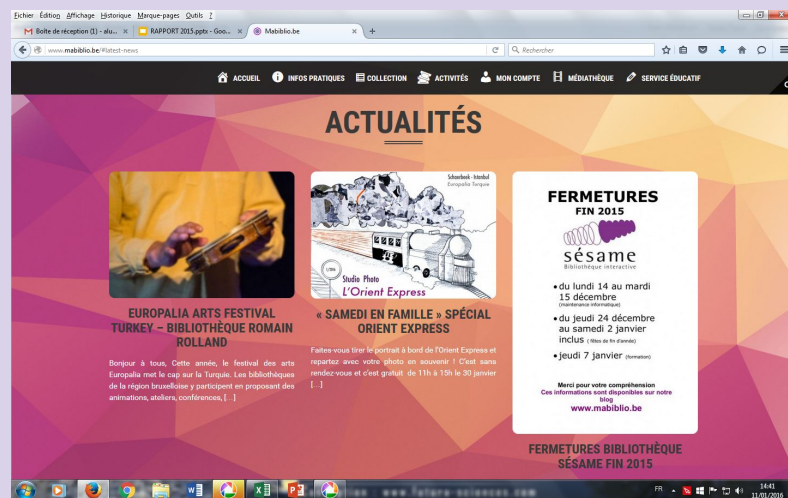 Fichier Édition Affichage Historique Marque-pages Outils ?
Boîte de réception (1) - alu... × RAPPORT 2015.pptx - Goo... × Mabiblio.be × +
www.mabiblio.be/#latest-news
Rechercher
ACCUEIL INFOS PRATIQUES COLLECTION ACTIVITÉS MON COMPTE MÉDIATHÈQUE SERVICE ÉDUCATIF
ACTUALITÉS
EUROPALIA ARTS FESTIVAL
TURKEY – BIBLIOTHÈQUE ROMAIN
ROLLAND
Bonjour à tous, Cette année, le festival des arts
Europalia met le cap sur la Turquie. Les bibliothèques
de la région bruxelloise y participent en proposant des
animations, ateliers, conférences, [...]
Schaerbeek - Istanbul
Europalia Turquie
Studio Photo
L'Orient Express
« SAMEDI EN FAMILLE » SPÉCIAL
ORIENT EXPRESS
Faites-vous tirer le portrait à bord de l'Orient Express et
repartez avec votre photo en souvenir ! C'est sans
rendez-vous et c'est gratuit de 11h à 15h le 30 janvier
[...]
FERMETURES
FIN 2015
sésame
Bibliothèque interactive
• du lundi 14 au mardi
15 décembre
(maintenance informatique)
• du jeudi 24 décembre
au samedi 2 janvier
inclus ( fêtes de fin d'année)
• jeudi 7 janvier (formation)
Merci pour votre compréhension
Ces informations sont disponibles sur notre
blog
www.mabiblio.be
FERMETURES BIBLIOTHÈQUE
SÉSAME FIN 2015
FR
14:41
11/01/2016